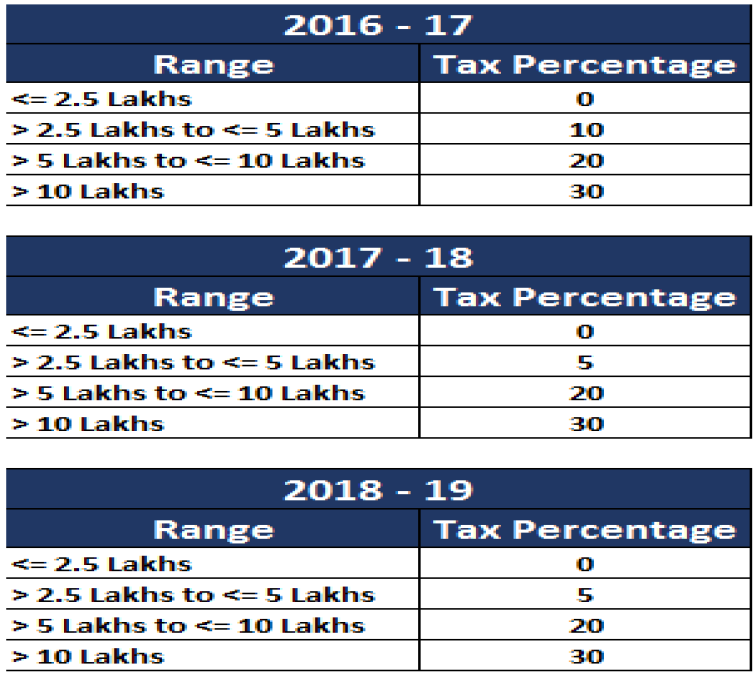 2016 - 17
Range Tax Percentage
<= 2.5 Lakhs 0
> 2.5 Lakhs to <= 5 Lakhs 10
> 5 Lakhs to <= 10 Lakhs 20
> 10 Lakhs 30
2017 - 18
Range Tax Percentage
<= 2.5 Lakhs 0
> 2.5 Lakhs to <= 5 Lakhs 5
> 5 Lakhs to <= 10 Lakhs 20
> 10 Lakhs 30
2018 - 19
Range Tax Percentage
<= 2.5 Lakhs 0
> 2.5 Lakhs to <= 5 Lakhs 5
> 5 Lakhs to <= 10 Lakhs 20
> 10 Lakhs 30